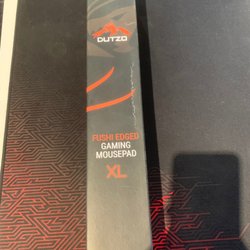 DUTZO
FUSHI EDGED
GAMING
MOUSEPAD
XL